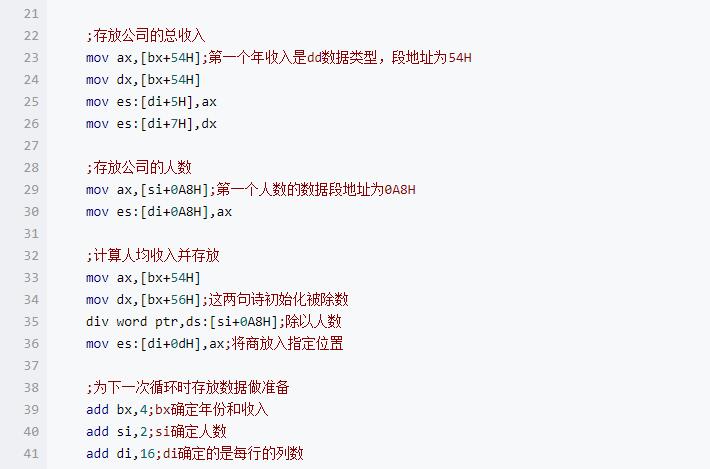 21
22 ;存放公司的总收入
23 mov ax,[bx+54H];第一个年收入是dd数据类型，段地址为54H
24 mov dx,[bx+54H]
25 mov es:[di+5H],ax
26 mov es:[di+7H],dx
27
28 ;存放公司的人数
29 mov ax,[si+0A8H];第一个人数的数据段地址为0A8H
30 mov es:[di+0A8H],ax
31
32 ;计算人均收入并存放
33 mov ax,[bx+54H]
34 mov dx,[bx+56H];这两句诗初始化被除数
35 div word ptr,ds:[si+0A8H];除以人数
36 mov es:[di+0dH],ax;将商放入指定位置
37
38 ;为下一次循环时存放数据做准备
39 add bx,4;bx确定年份和收入
40 add si,2;si确定人数
41 add di,16;di确定的是每行的列数